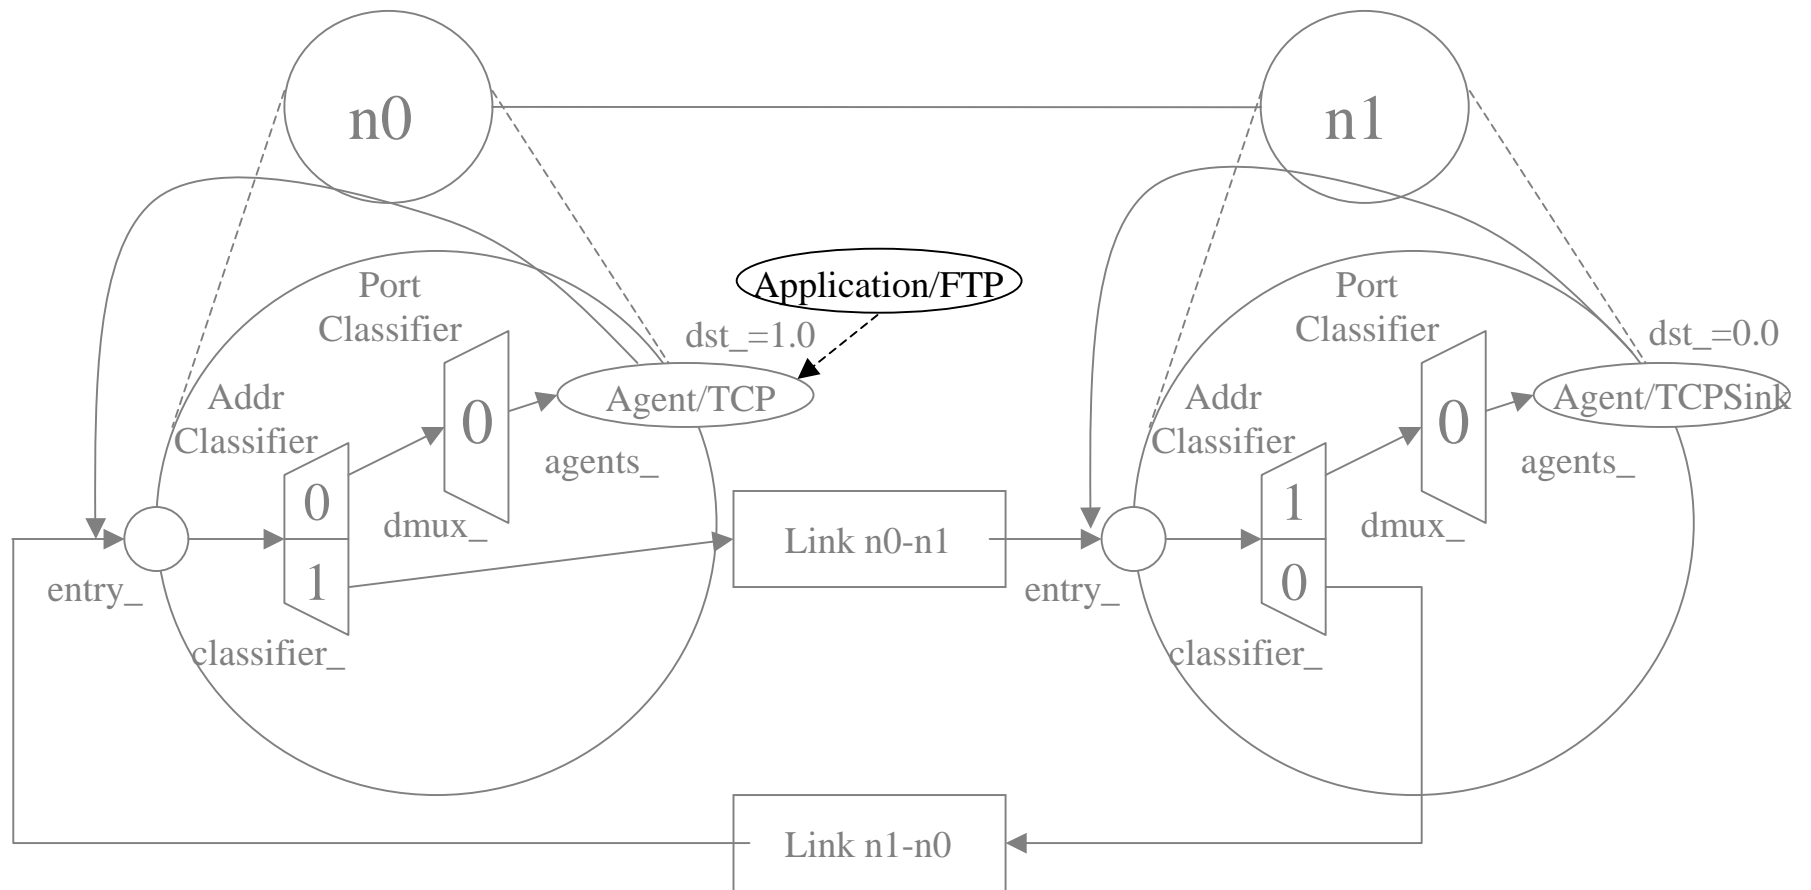 n0
n1
Port
Classifier
Application/FTP
Port
Classifier
dst_=1.0
dst_=0.0
Addr
Classifier
0
Agent/TCP
Addr
Classifier
0
Agent/TCPSink
agents_
agents_
0
1
dmux_
Link n0-n1
1
0
dmux_
entry_
entry_
classifier_
classifier_
Link n1-n0